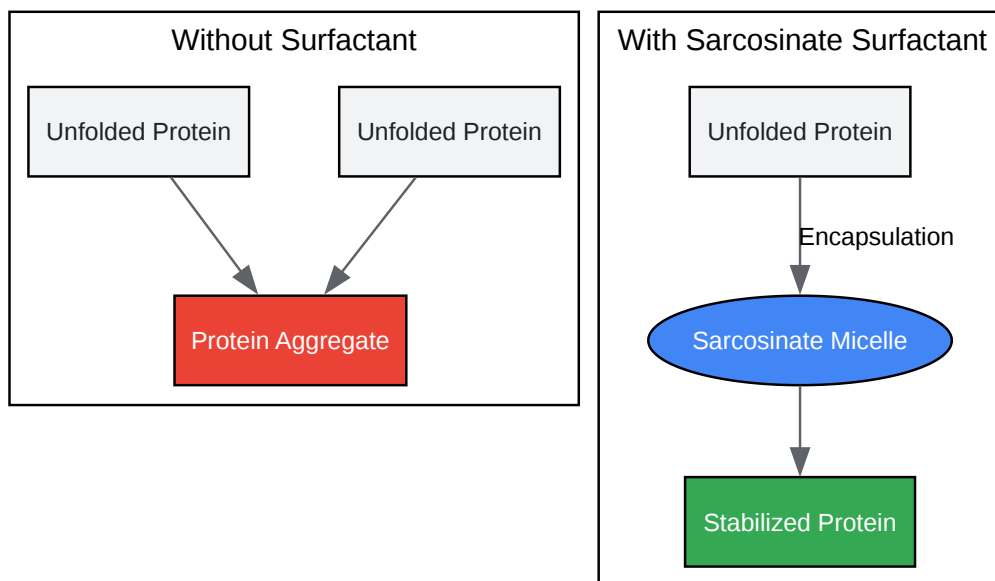 Without Surfactant
Unfolded Protein
Unfolded Protein
Protein Aggregate
With Sarcosinate Surfactant
Unfolded Protein
Encapsulation
Sarcosinate Micelle
Stabilized Protein